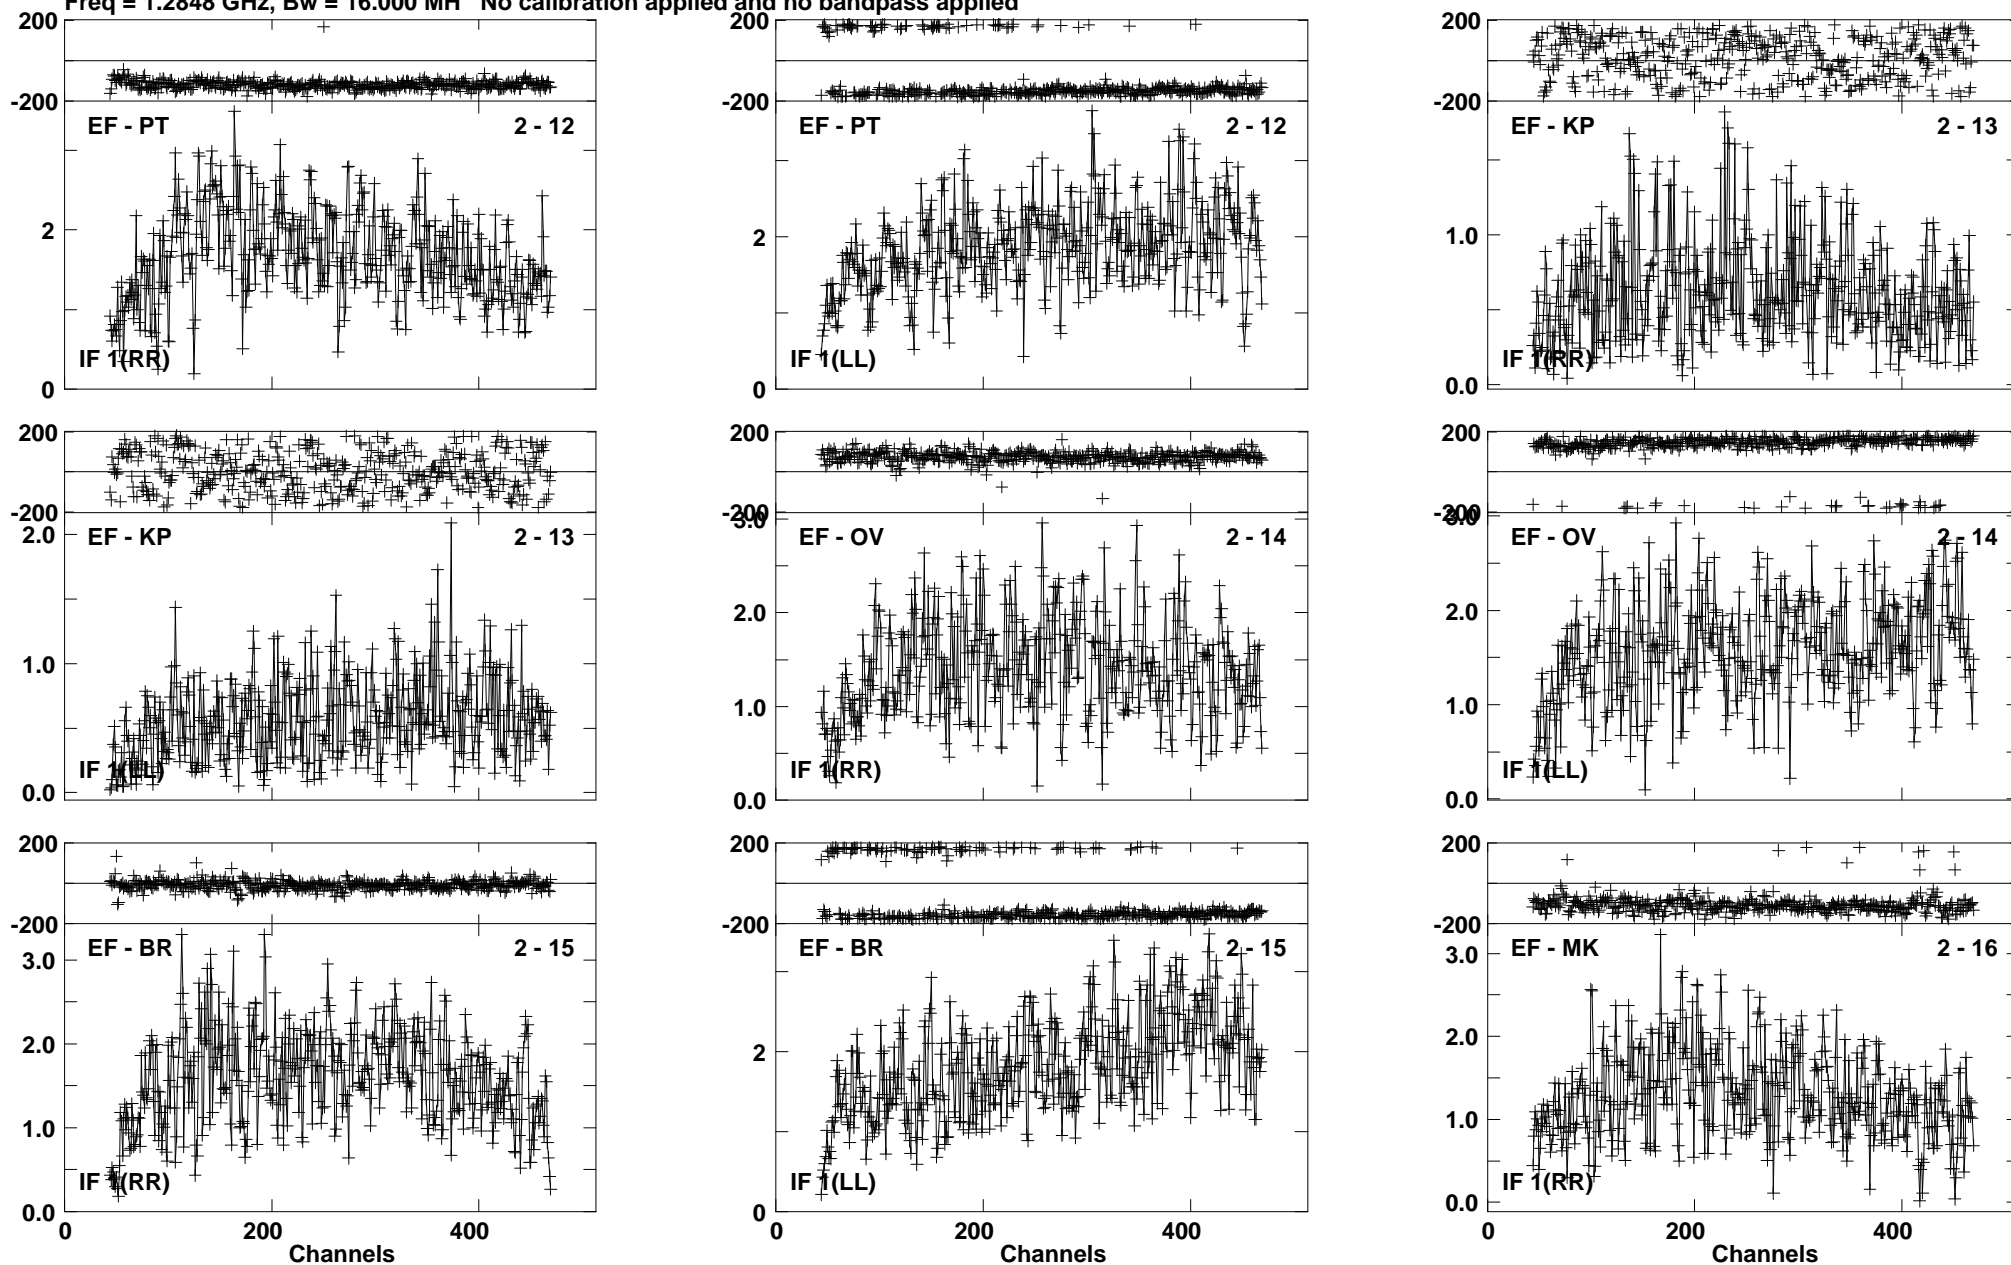 Freq = 1.2848 GHz, Bw = 16.000 MH No calibration applied and no bandpass applied
200
-200
EF - PT 2 - 12
2
IF 1(RR)
0
EF - PT 2 - 12
2
IF 1(LL)
0
200
-200
EF - KP 2 - 13
1.0
IF 1(RR)
0.0
200
-200
EF - KP 2 - 13
2.0
1.0
IF 1(LL)
0.0
200
-200
3.0
EF - OV 2 - 14
2.0
1.0
IF 1(RR)
0.0
200
-200
3.0
EF - OV 2 - 14
2.0
1.0
IF 1(LL)
0.0
200
-200
EF - BR 2 - 15
3.0
2.0
1.0
IF 1(RR)
0.0
0 200 400
Channels
200
-200
EF - BR 2 - 15
2
IF 1(LL)
0
0 200 400
Channels
200
-200
EF - MK 2 - 16
3.0
2.0
1.0
IF 1(RR)
0.0
0 200 400
Channels